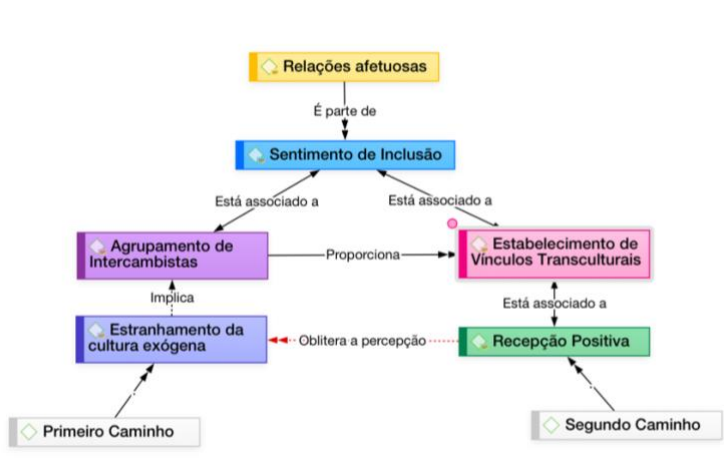 Relações afetuosas
É parte de
Sentimento de Inclusão
Está associado a
Está associado a
Agrupamento de
Intercambistas
Proporciona
Estabelecimento de
Vínculos Transculturais
Implica
Está associado a
Estranhamento da
cultura exógena
Oblitera a percepção
Recepção Positiva
Primeiro Caminho
Segundo Caminho